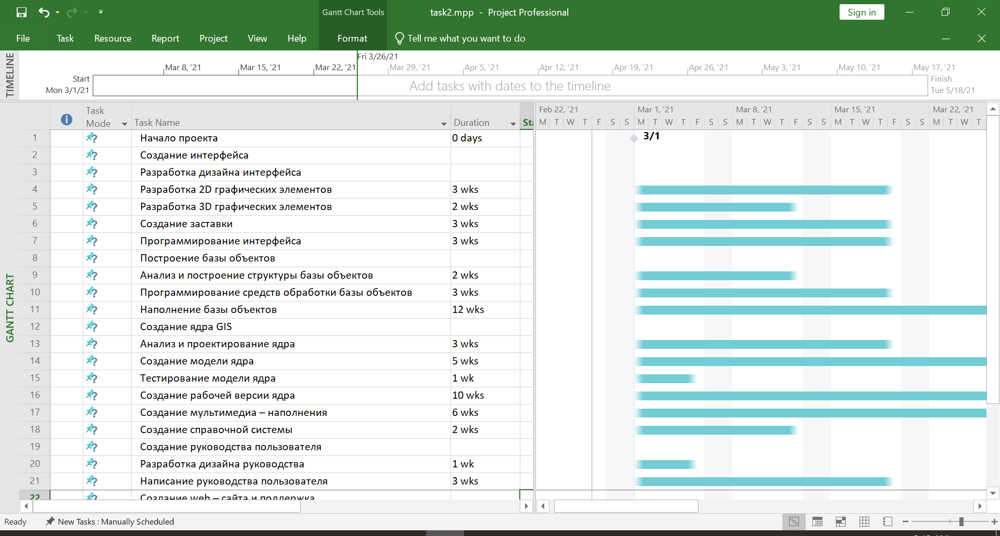 Gantt Chart Tools
task2.mpp - Project Professional
Sign in
File Task Resource Report Project View Help Format Tell me what you want to do
TIMELINE
Fri 3/26/21
Mar 8, '21 Mar 15, '21 Mar 22, '21 Mar 29, '21 Apr 5, '21 Apr 12, '21 Apr 19, '21 Apr 26, '21 May 3, '21 May 10, '21 May 17, '21
Start
Mon 3/1/21
Add tasks with dates to the timeline
Finish
Tue 5/18/21
GANTT CHART
Task Mode Task Name Duration Sta
Feb 22, '21 Mar 1, '21 Mar 8, '21 Mar 15, '21 Mar 22, '21
M T W T F S S M T W T F S S M T W T F S S M T W T F S S M T W T
1 Начало проекта 0 days 3/1
2 Создание интерфейса
3 Разработка дизайна интерфейса
4 Разработка 2D графических элементов 3 wks
5 Разработка 3D графических элементов 2 wks
6 Создание заставки 3 wks
7 Программирование интерфейса 3 wks
8 Построение базы объектов
9 Анализ и построение структуры базы объектов 2 wks
10 Программирование средств обработки базы объектов 3 wks
11 Наполнение базы объектов 12 wks
12 Создание ядра GIS
13 Анализ и проектирование ядра 3 wks
14 Создание модели ядра 5 wks
15 Тестирование модели ядра 1 wk
16 Создание рабочей версии ядра 10 wks
17 Создание мультимедиа – наполнения 6 wks
18 Создание справочной системы 2 wks
19 Создание руководства пользователя
20 Разработка дизайна руководства 1 wk
21 Написание руководства пользователя 3 wks
22 Создание web – сайта и поддержка
Ready New Tasks : Manually Scheduled